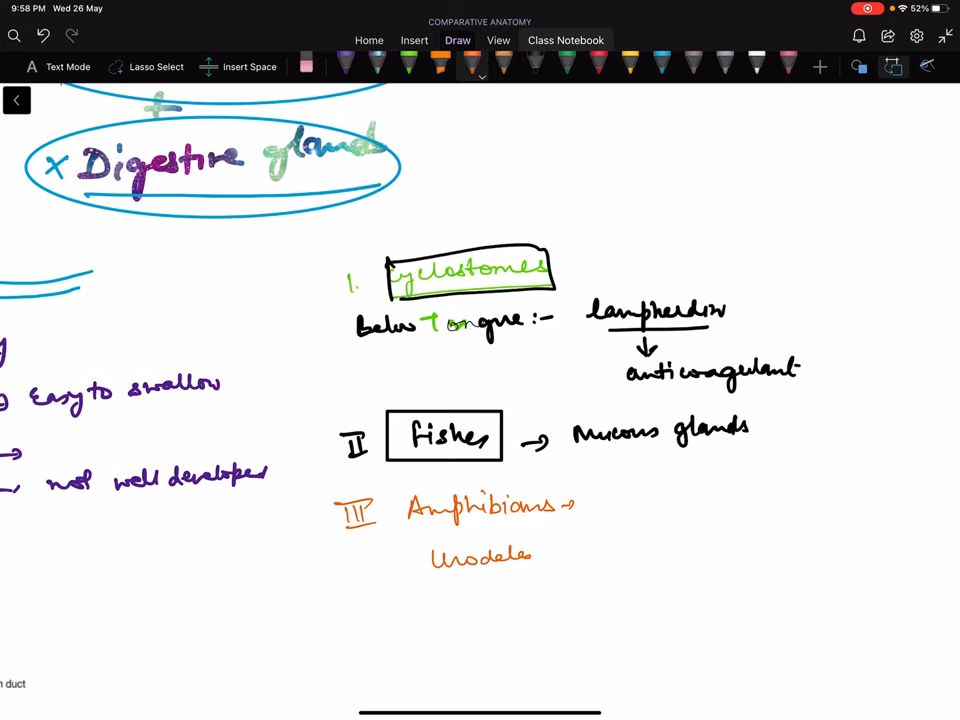 9:58 PM Wed 26 May
52%
COMPARATIVE ANATOMY
Home Insert Draw View Class Notebook
Text Mode Lasso Select Insert Space
+
x Digestive glands
1. Cyclostomes
Below Tongue :- lampherdin
anticoagulant
Easy to swallow
II Fishes → Mucous glands
not well developed
III Amphibians →
Urodeles
n duct